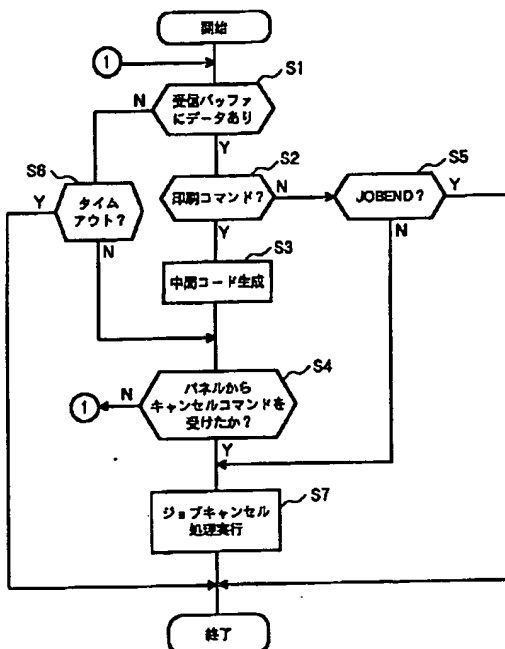 開始
1
S1
N
受信バッファ
にデータあり
Y
S6
S2
S5
Y
タイム
アウト?
印刷コマンド?
N
JOBEND?
Y
N
Y
N
S3
中間コード生成
S4
1
N
パネルから
キャンセルコマンドを
受けたか?
Y
S7
ジョブキャンセル
処理実行
終了